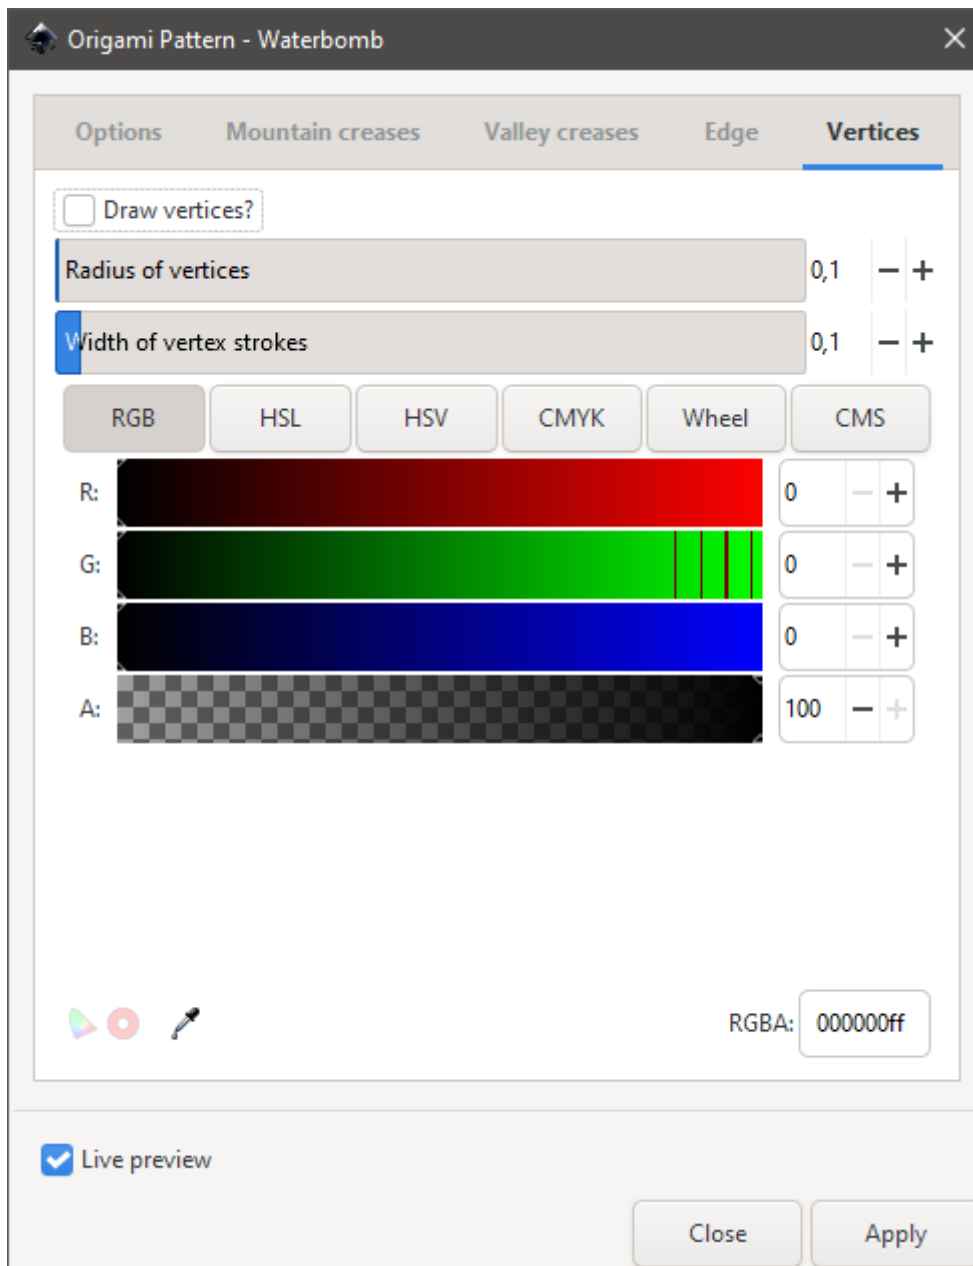 Origami Pattern - Waterbomb
Options Mountain creases Valley creases Edge Vertices
Draw vertices?
Radius of vertices 0,1
Width of vertex strokes 0,1
RGB HSL HSV CMYK Wheel CMS
R: 0
G: 0
B: 0
A: 100
RGBA: 000000ff
Live preview
Close Apply